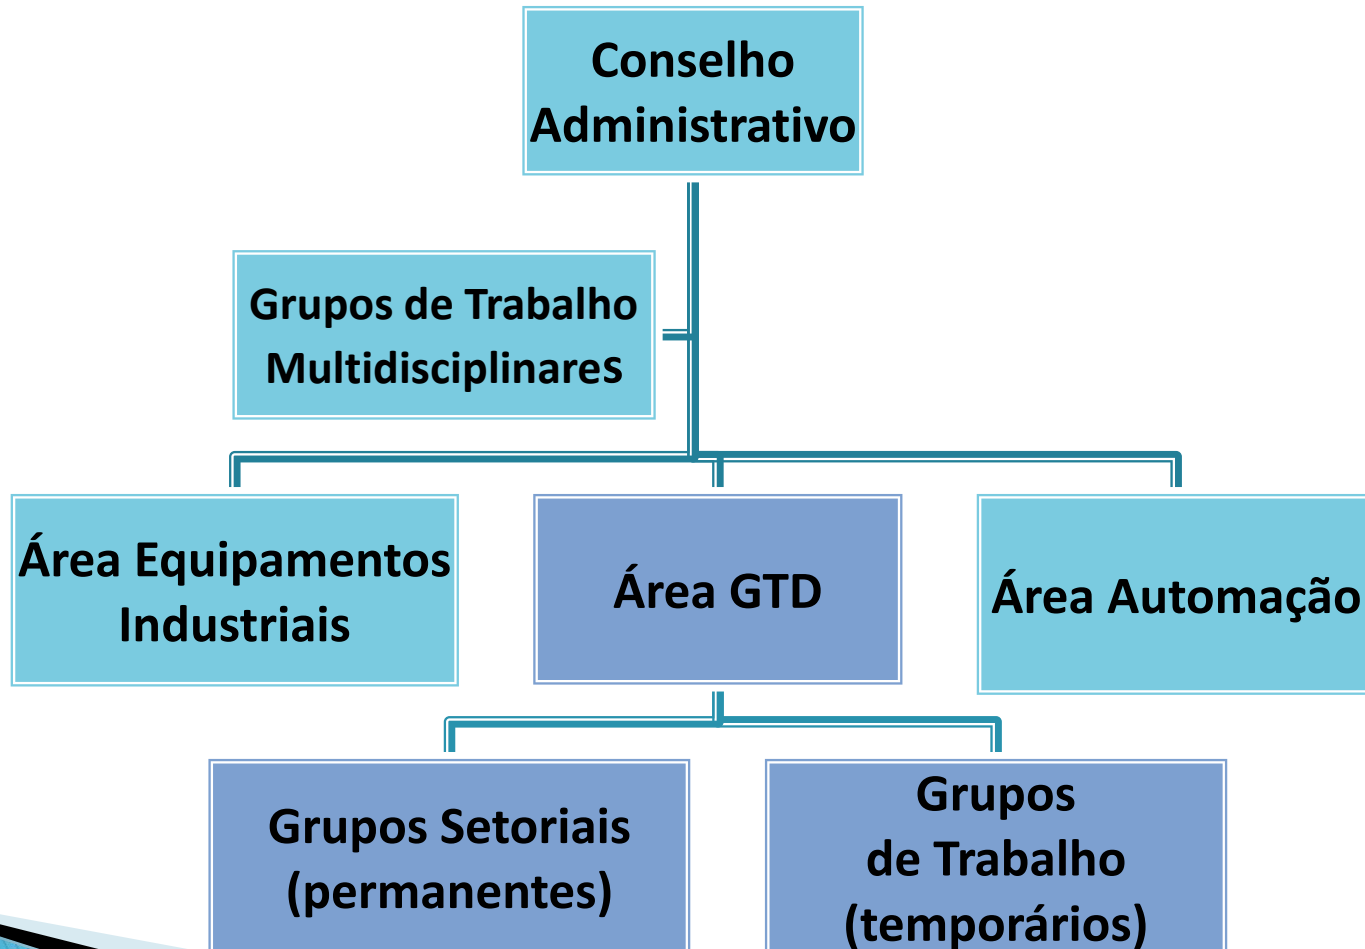 Conselho
Administrativo
Grupos de Trabalho
Multidisciplinares
Área Equipamentos
Industriais
Área GTD
Área Automação
Grupos Setoriais
(permanentes)
Grupos
de Trabalho
(temporários)